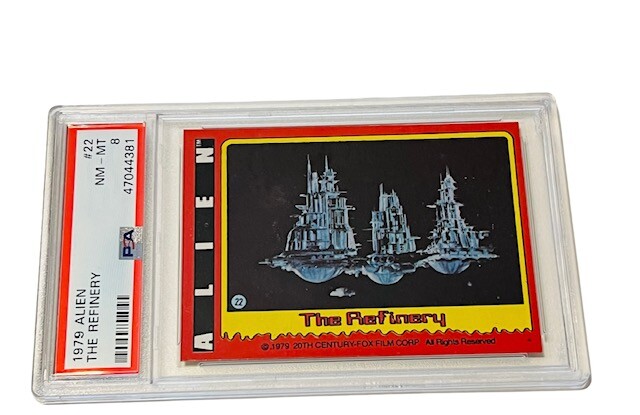 1979 ALIEN
THE REFINERY
#22
NM - MT
8
47044381
PSA
ALIEN™
22
The Refinery
© 1979 20TH CENTURY-FOX FILM CORP. All Rights Reserved